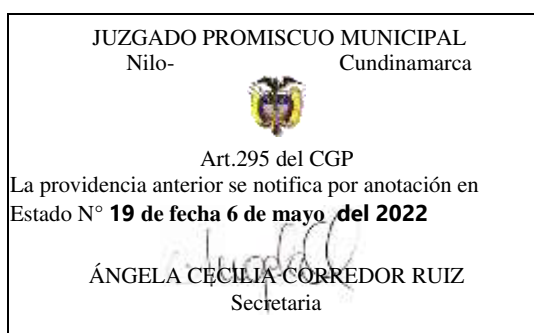 JUZGADO PROMISCUO MUNICIPAL
Nilo- Cundinamarca
Art.295 del CGP
La providencia anterior se notifica por anotación en
Estado N° 19 de fecha 6 de mayo del 2022
ÁNGELA CECILIA CORREDOR RUIZ
Secretaria